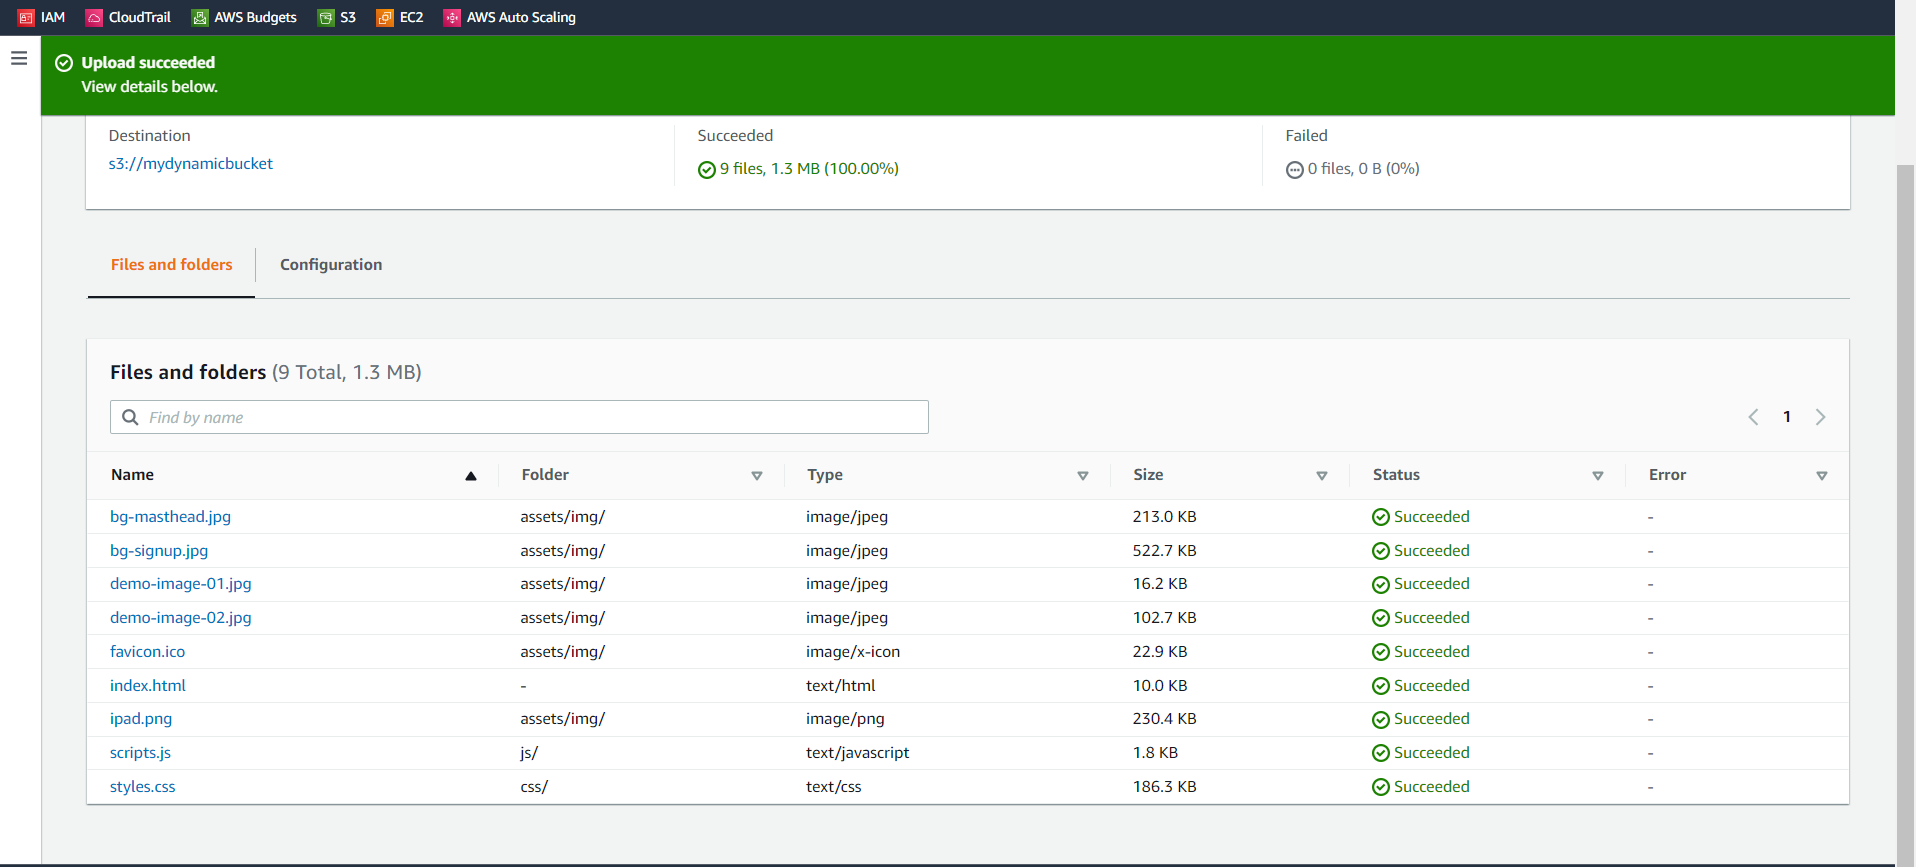 IAM CloudTrail AWS Budgets S3 EC2 AWS Auto Scaling
Upload succeeded
View details below.
Destination Succeeded Failed
s3://mydynamicbucket 9 files, 1.3 MB (100.00%) 0 files, 0 B (0%)
Files and folders Configuration
Files and folders (9 Total, 1.3 MB)
Find by name 1
Name Folder Type Size Status Error
bg-masthead.jpg assets/img/ image/jpeg 213.0 KB Succeeded -
bg-signup.jpg assets/img/ image/jpeg 522.7 KB Succeeded -
demo-image-01.jpg assets/img/ image/jpeg 16.2 KB Succeeded -
demo-image-02.jpg assets/img/ image/jpeg 102.7 KB Succeeded -
favicon.ico assets/img/ image/x-icon 22.9 KB Succeeded -
index.html - text/html 10.0 KB Succeeded -
ipad.png assets/img/ image/png 230.4 KB Succeeded -
scripts.js js/ text/javascript 1.8 KB Succeeded -
styles.css css/ text/css 186.3 KB Succeeded -